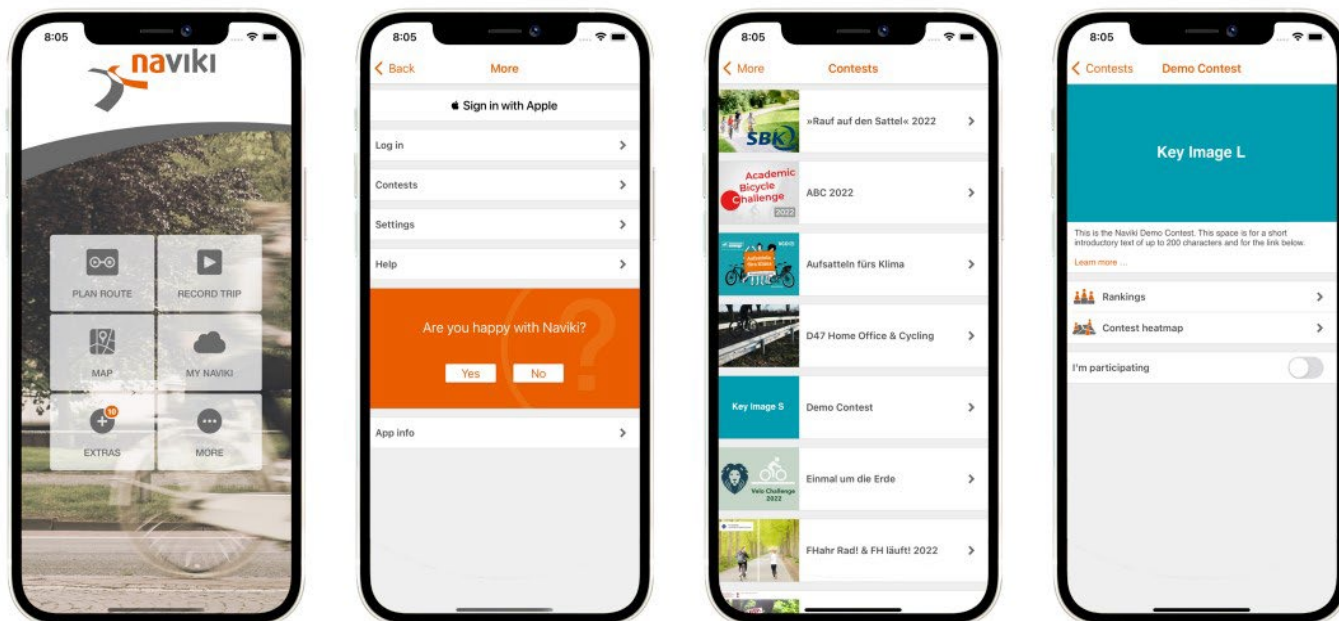 8:05
naviki
PLAN ROUTE
RECORD TRIP
MAP
MY NAVIKI
10
EXTRAS
MORE
8:05
Back
More
Sign in with Apple
Log in
Contests
Settings
Help
Are you happy with Naviki?
Yes
No
App info
8:05
More
Contests
SBK
»Rauf auf den Sattel« 2022
Academic
Bicycle
Challenge
2022
ABC 2022
Aufsatteln
fürs Klima
Aufsatteln fürs Klima
D47 Home Office & Cycling
Key Image S
Demo Contest
Velo Challenge
2022
Einmal um die Erde
FHahr Rad! & FH läuft! 2022
8:05
Contests
Demo Contest
Key Image L
This is the Naviki Demo Contest. This space is for a short
introductory text of up to 200 characters and for the link below.
Learn more ...
Rankings
Contest heatmap
I'm participating